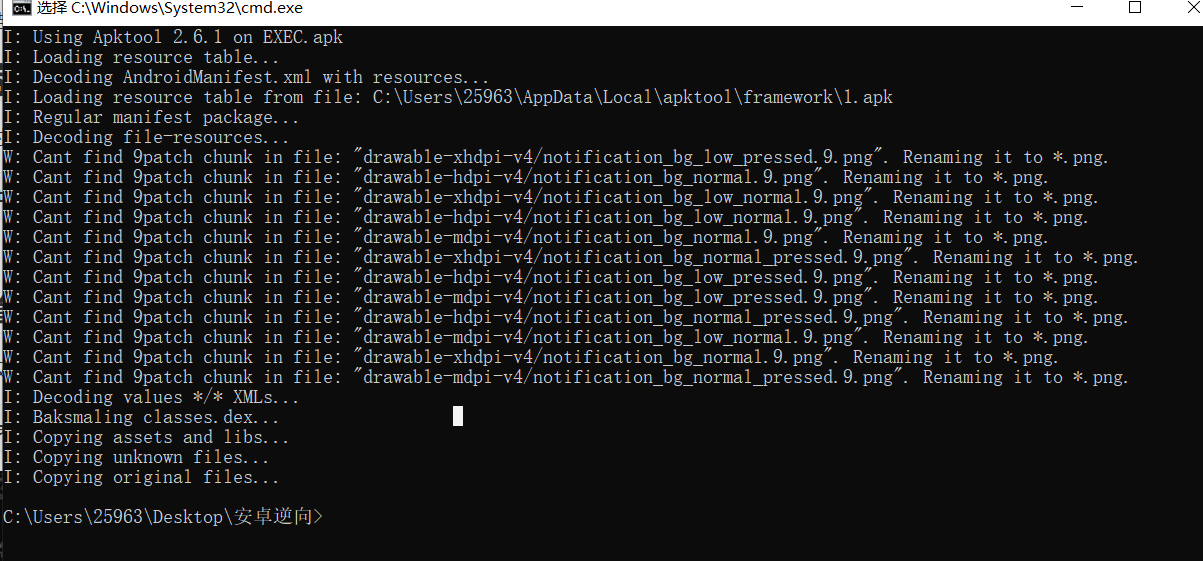 选择 C:\Windows\System32\cmd.exe
I: Using Apktool 2.6.1 on EXEC.apk
I: Loading resource table...
I: Decoding AndroidManifest.xml with resources...
I: Loading resource table from file: C:\Users\25963\AppData\Local\apktool\framework\1.apk
I: Regular manifest package...
I: Decoding file-resources...
W: Cant find 9patch chunk in file: "drawable-xhdpi-v4/notification_bg_low_pressed.9.png". Renaming it to *.png.
W: Cant find 9patch chunk in file: "drawable-hdpi-v4/notification_bg_normal.9.png". Renaming it to *.png.
W: Cant find 9patch chunk in file: "drawable-xhdpi-v4/notification_bg_low_normal.9.png". Renaming it to *.png.
W: Cant find 9patch chunk in file: "drawable-hdpi-v4/notification_bg_low_normal.9.png". Renaming it to *.png.
W: Cant find 9patch chunk in file: "drawable-mdpi-v4/notification_bg_normal.9.png". Renaming it to *.png.
W: Cant find 9patch chunk in file: "drawable-xhdpi-v4/notification_bg_normal_pressed.9.png". Renaming it to *.png.
W: Cant find 9patch chunk in file: "drawable-hdpi-v4/notification_bg_low_pressed.9.png". Renaming it to *.png.
W: Cant find 9patch chunk in file: "drawable-mdpi-v4/notification_bg_low_pressed.9.png". Renaming it to *.png.
W: Cant find 9patch chunk in file: "drawable-hdpi-v4/notification_bg_normal_pressed.9.png". Renaming it to *.png.
W: Cant find 9patch chunk in file: "drawable-mdpi-v4/notification_bg_low_normal.9.png". Renaming it to *.png.
W: Cant find 9patch chunk in file: "drawable-xhdpi-v4/notification_bg_normal.9.png". Renaming it to *.png.
W: Cant find 9patch chunk in file: "drawable-mdpi-v4/notification_bg_normal_pressed.9.png". Renaming it to *.png.
I: Decoding values */* XMLs...
I: Baksmaling classes.dex...
I: Copying assets and libs...
I: Copying unknown files...
I: Copying original files...
C:\Users\25963\Desktop\安卓逆向>